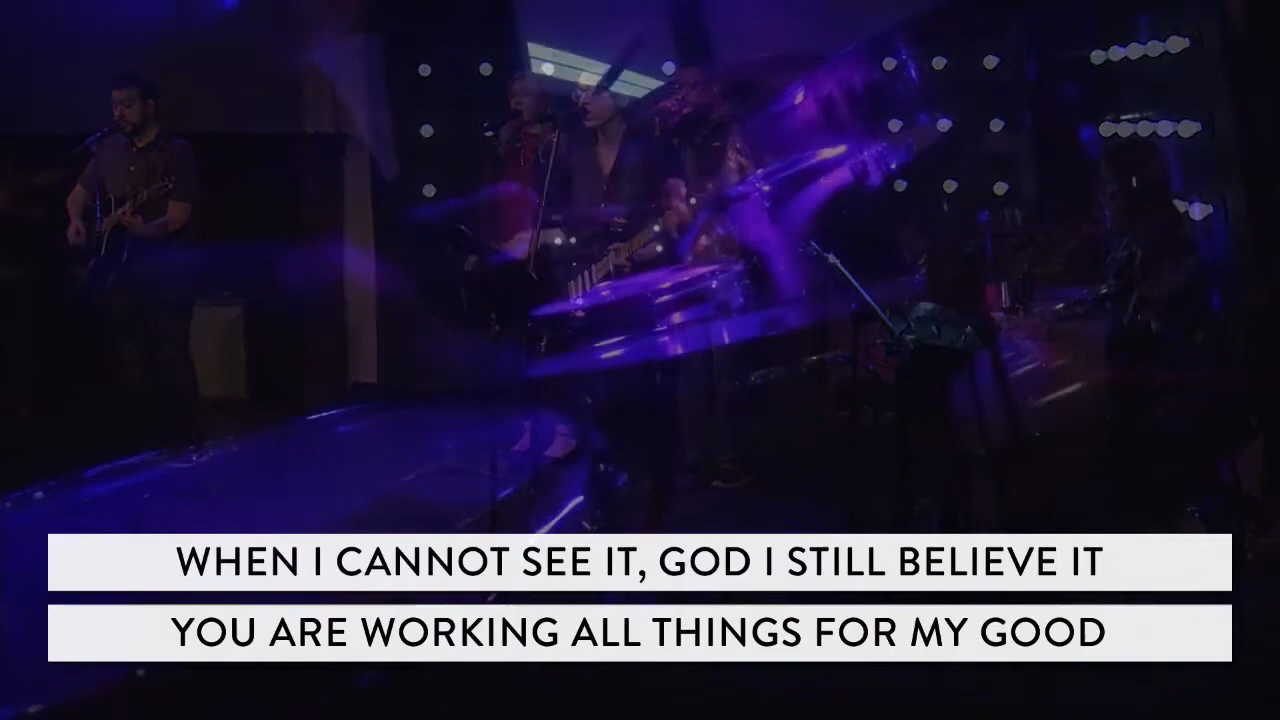 WHEN I CANNOT SEE IT, GOD I STILL BELIEVE IT
YOU ARE WORKING ALL THINGS FOR MY GOOD